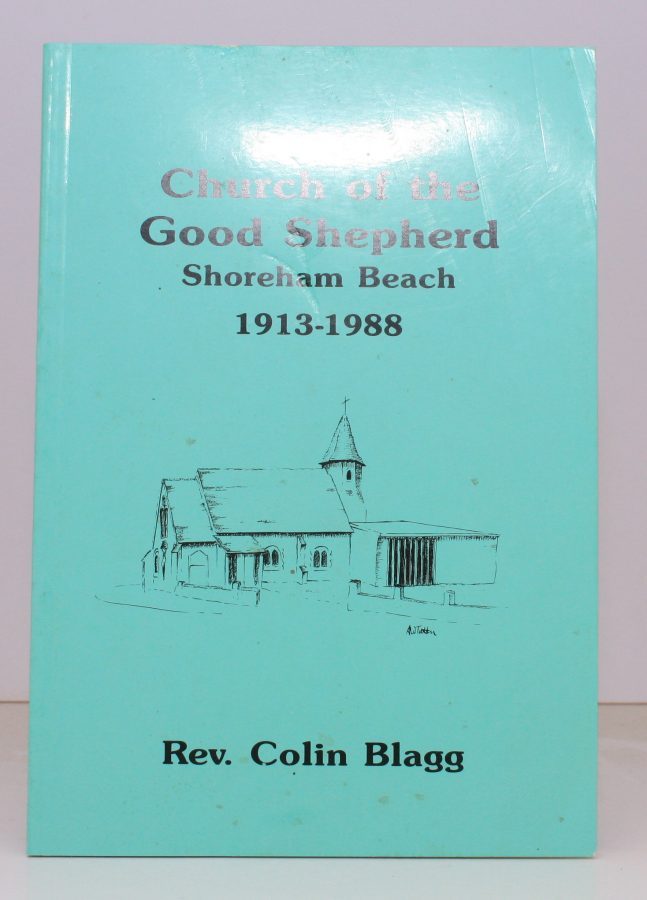 Church of the
Good Shepherd
Shoreham Beach
1913-1988
Rev. Colin Blagg